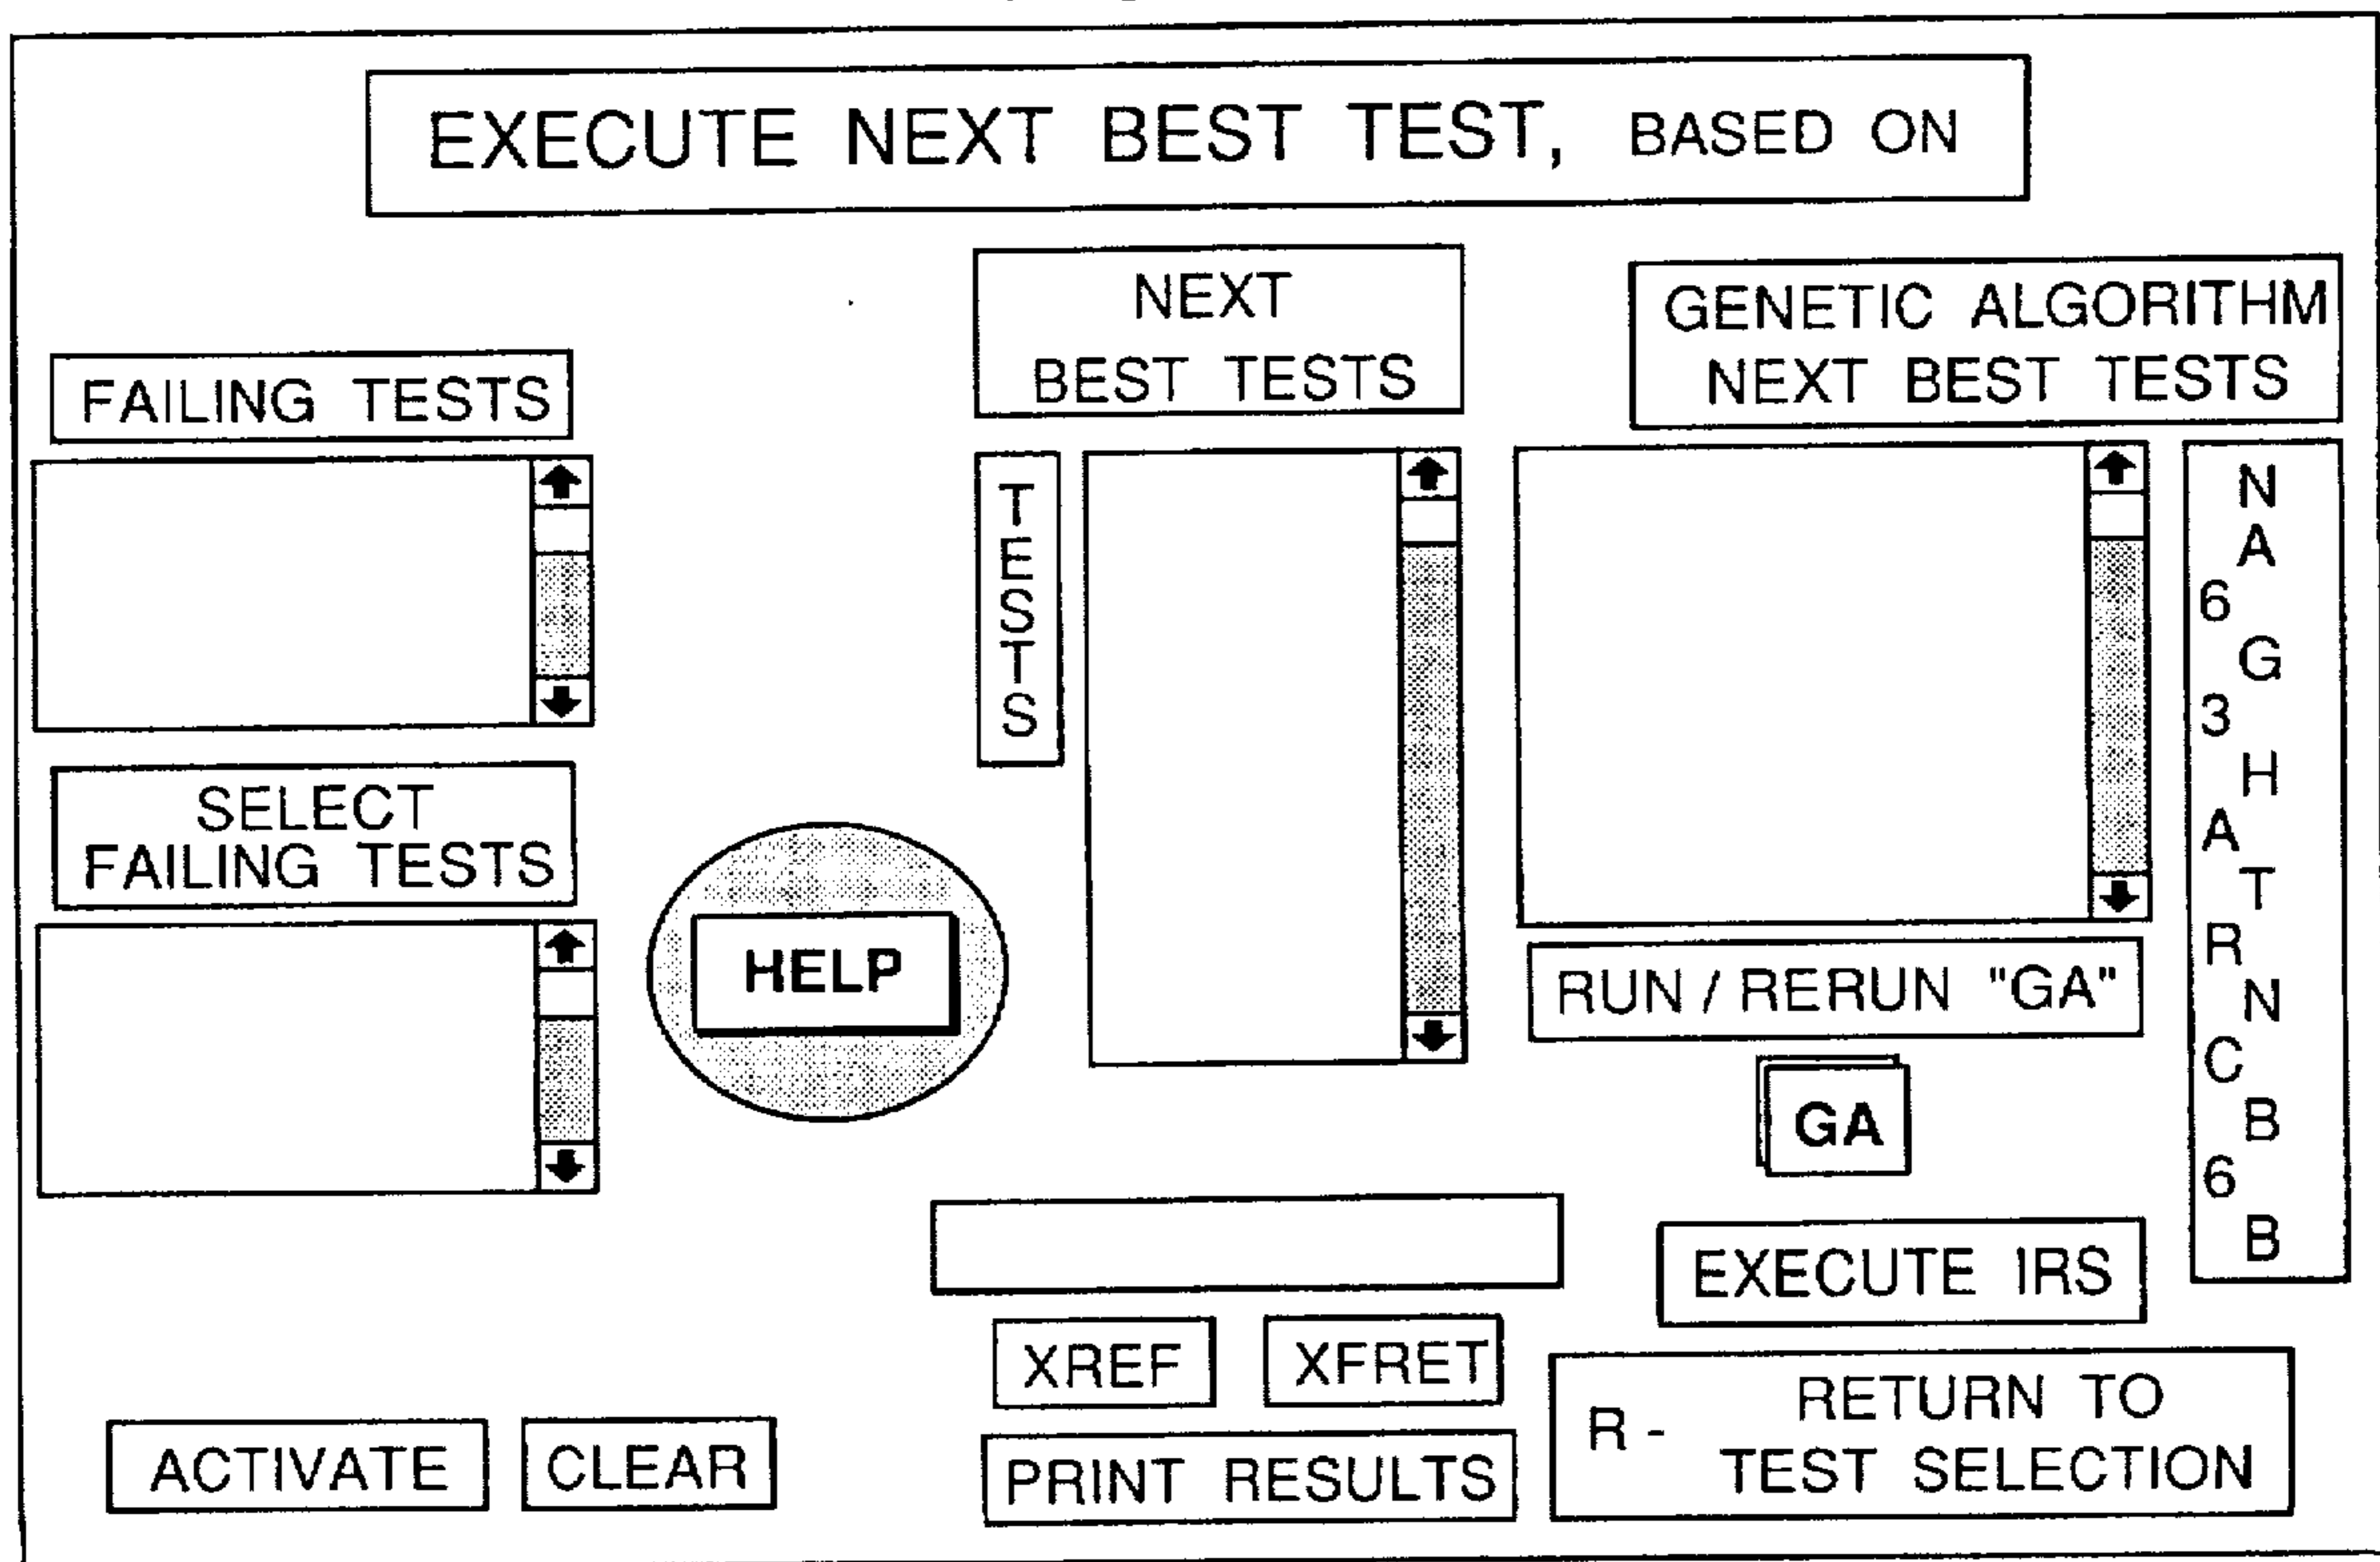 EXECUTE NEXT BEST TEST, BASED ON
NEXT
BEST TESTS
GENETIC ALGORITHM
NEXT BEST TESTS
FAILING TESTS
TESTS
SELECT
FAILING TESTS
HELP
N
A
6
G
3
H
A
T
R
N
C
B
6
B
RUN / RERUN "GA"
GA
EXECUTE IRS
XREF
XFRET
R - RETURN TO
TEST SELECTION
ACTIVATE
CLEAR
PRINT RESULTS